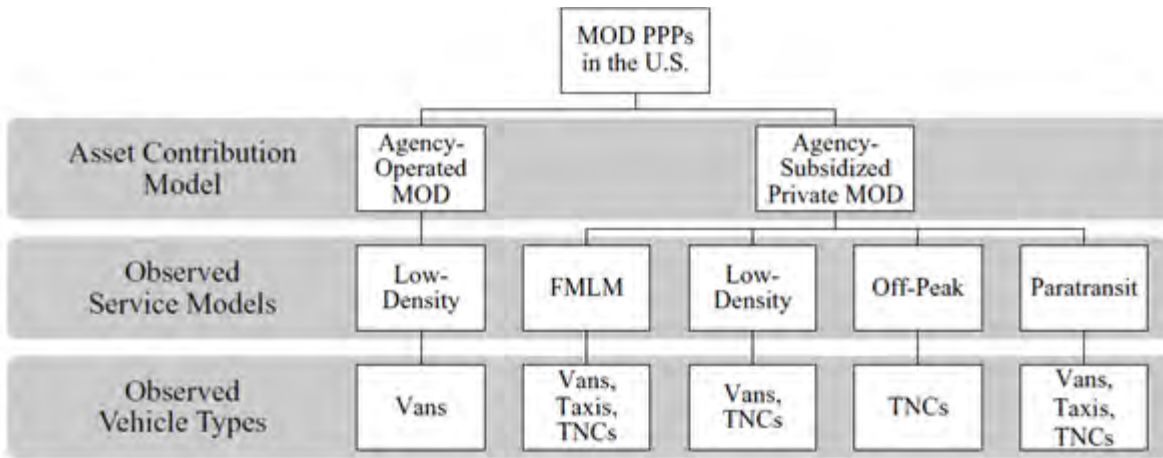 MOD PPPs
in the U.S.
Asset Contribution
Model
Agency-
Operated
MOD
Agency-
Subsidized
Private MOD
Observed
Service Models
Low-
Density
FMLM
Low-
Density
Off-Peak
Paratransit
Observed
Vehicle Types
Vans
Vans,
Taxis,
TNCs
Vans,
TNCs
TNCs
Vans,
Taxis,
TNCs